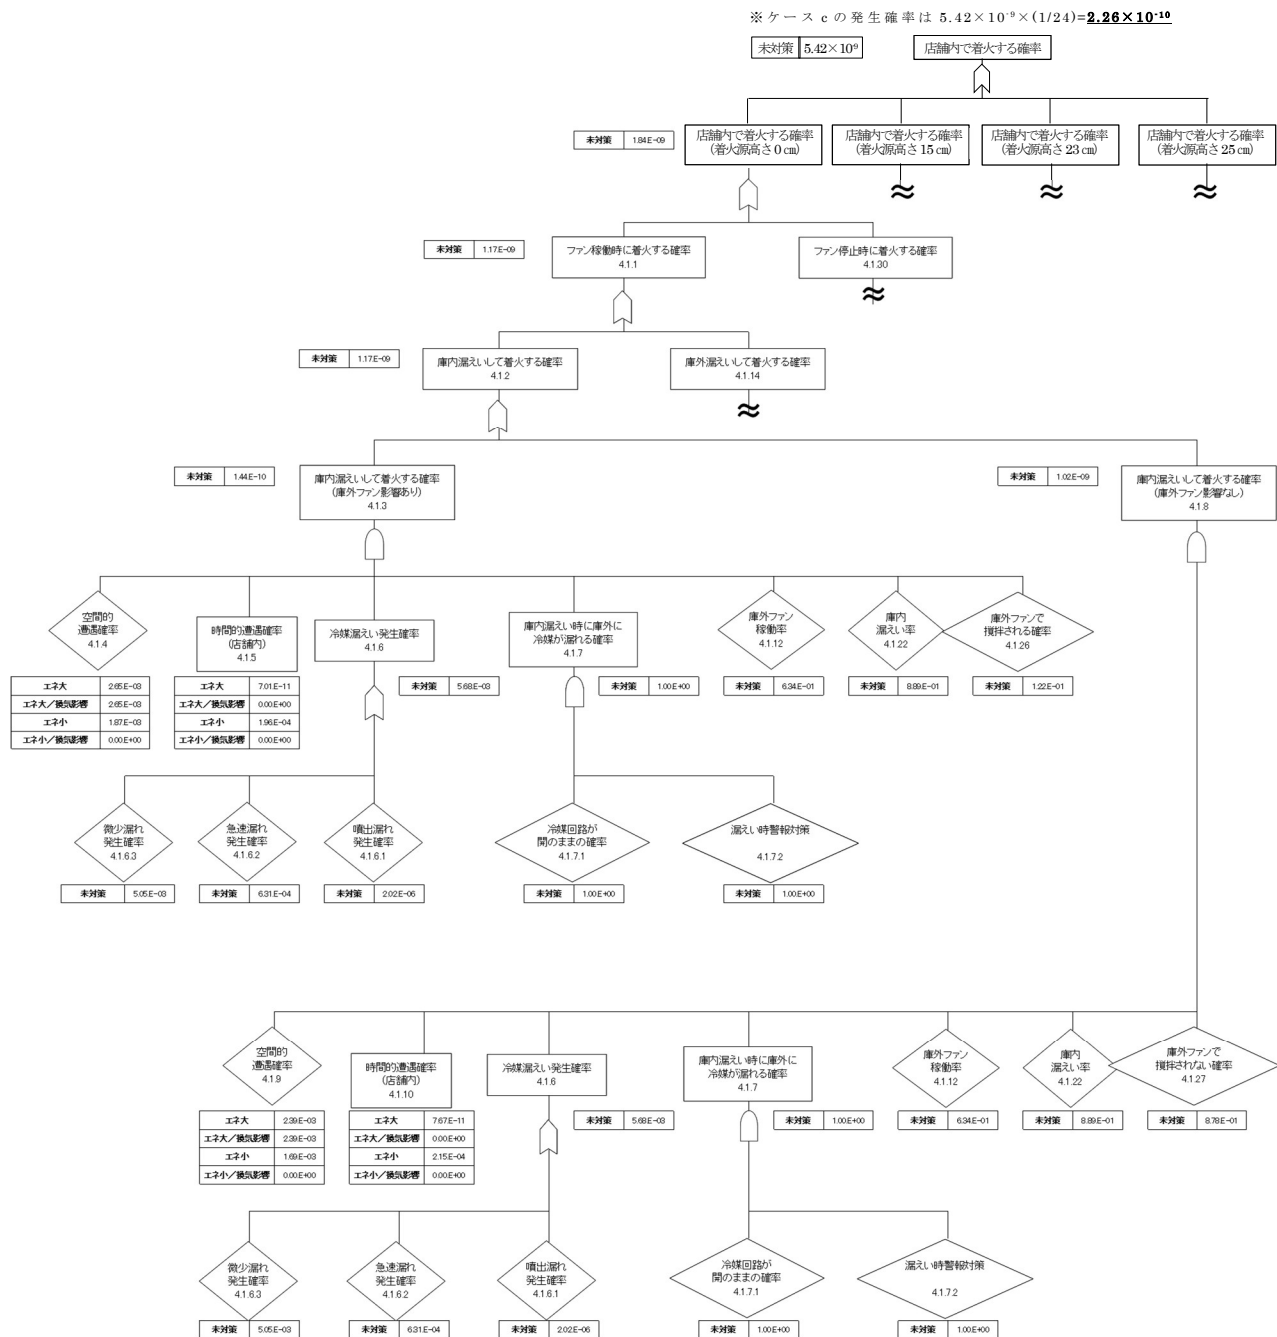 ※ケースcの発生確率は 5.42×10⁻⁹×(1/24)=2.26×10⁻¹⁰
未対策 5.42×10⁹
店舗内で着火する確率
未対策 1.84E-09
店舗内で着火する確率
(着火源高さ0㎝)
店舗内で着火する確率
(着火源高さ15㎝)
店舗内で着火する確率
(着火源高さ23㎝)
店舗内で着火する確率
(着火源高さ25㎝)
未対策 1.17.E-09
ファン稼働時に着火する確率
4.1.1
ファン停止時に着火する確率
4.1.30
未対策 1.17.E-09
庫内漏えいして着火する確率
4.1.2
庫外漏えいして着火する確率
4.1.14
未対策 1.44.E-10
庫内漏えいして着火する確率
(庫外ファン影響あり)
4.1.3
未対策 1.02.E-09
庫内漏えいして着火する確率
(庫外ファン影響なし)
4.1.8
空間的
遭遇確率
4.1.4
時間的遭遇確率
(店舗内)
4.1.5
冷媒漏えい発生確率
4.1.6
庫内漏えい時に庫外に
冷媒が漏れる確率
4.1.7
庫外ファン
稼働率
4.1.12
庫内
漏えい率
4.1.22
庫外ファンで
撹拌される確率
4.1.26
エネ大 2.65.E-03
エネ大/換気影響 2.65.E-03
エネ小 1.87.E-03
エネ小/換気影響 0.00.E+00
エネ大 7.01.E-11
エネ大/換気影響 0.00.E+00
エネ小 1.96.E-04
エネ小/換気影響 0.00.E+00
未対策 5.68.E-03
未対策 1.00.E+00
未対策 6.34.E-01
未対策 8.89.E-01
未対策 1.22.E-01
微少漏れ
発生確率
4.1.6.3
急速漏れ
発生確率
4.1.6.2
噴出漏れ
発生確率
4.1.6.1
冷媒回路が
開のままの確率
4.1.7.1
漏えい時警報対策
4.1.7.2
未対策 5.05.E-03
未対策 6.31.E-04
未対策 2.02.E-06
未対策 1.00.E+00
未対策 1.00.E+00
空間的
遭遇確率
4.1.9
時間的遭遇確率
(店舗内)
4.1.10
冷媒漏えい発生確率
4.1.6
庫内漏えい時に庫外に
冷媒が漏れる確率
4.1.7
庫外ファン
稼働率
4.1.12
庫内
漏えい率
4.1.22
庫外ファンで
撹拌されない確率
4.1.27
エネ大 2.39.E-03
エネ大/換気影響 2.39.E-03
エネ小 1.69.E-03
エネ小/換気影響 0.00.E+00
エネ大 7.67.E-11
エネ大/換気影響 0.00.E+00
エネ小 2.15.E-04
エネ小/換気影響 0.00.E+00
未対策 5.68.E-03
未対策 1.00.E+00
未対策 6.34.E-01
未対策 8.89.E-01
未対策 8.78.E-01
微少漏れ
発生確率
4.1.6.3
急速漏れ
発生確率
4.1.6.2
噴出漏れ
発生確率
4.1.6.1
冷媒回路が
開のままの確率
4.1.7.1
漏えい時警報対策
4.1.7.2
未対策 5.05.E-03
未対策 6.31.E-04
未対策 2.02.E-06
未対策 1.00.E+00
未対策 1.00.E+00